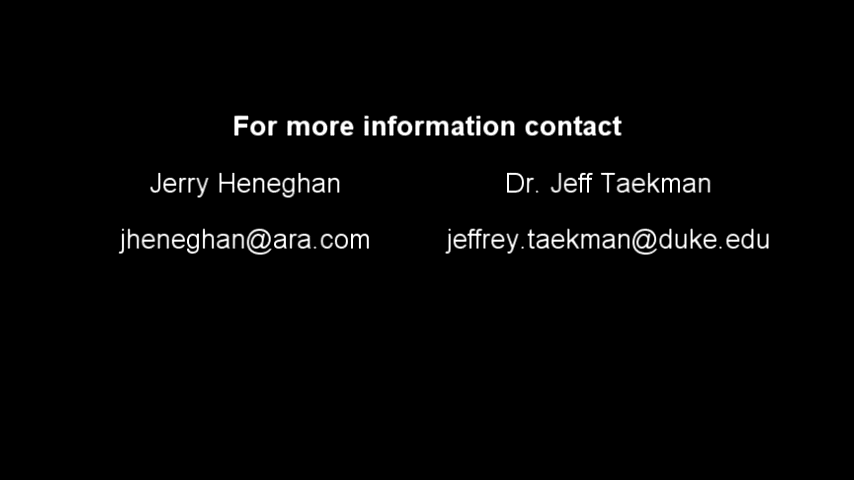 For more information contact
Jerry Heneghan Dr. Jeff Taekman
jheneghan@ara.com jeffrey.taekman@duke.edu